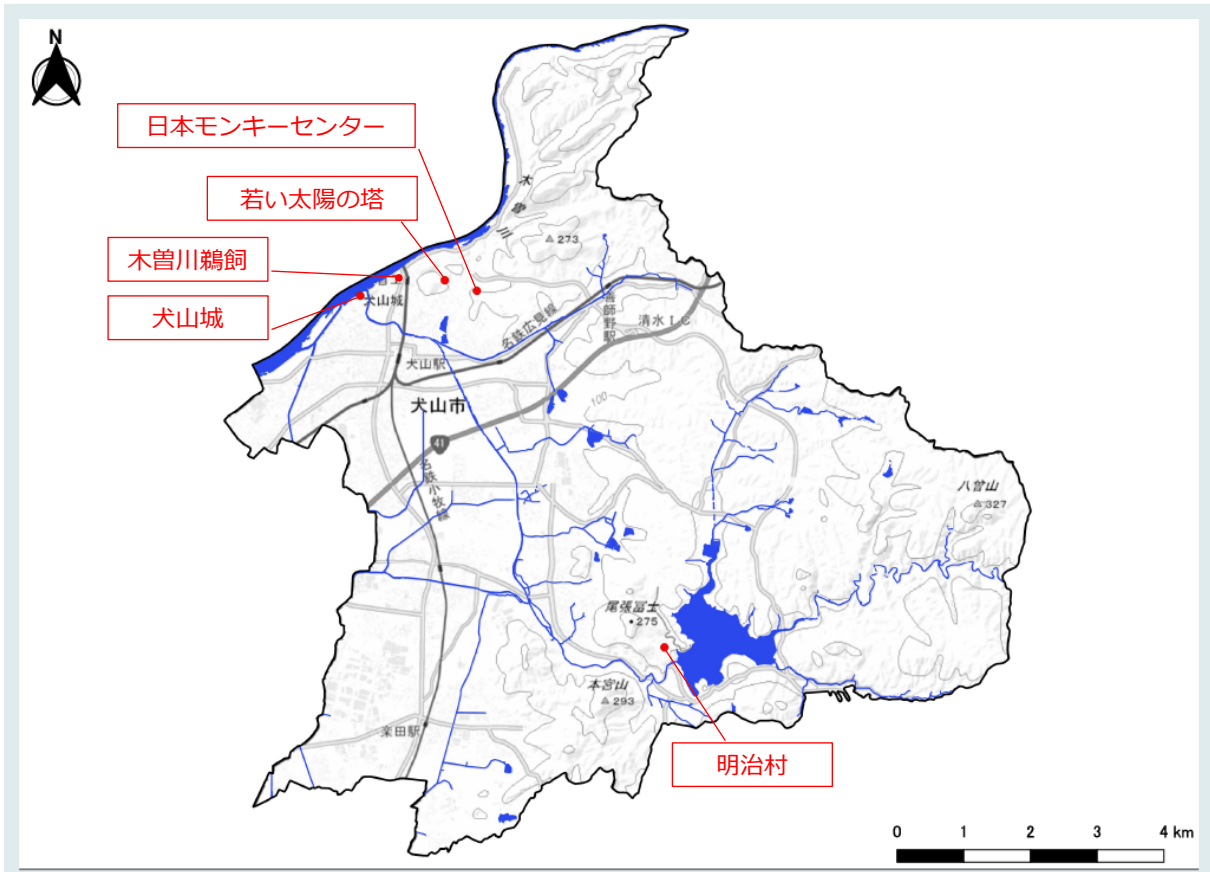 N
日本モンキーセンター
若い太陽の塔
木曽川鵜飼
犬山城
木曽川
273
犬山城
名鉄広見線
善師野駅
清水IC
犬山駅
犬山市
41
100
名鉄小牧線
八曾山
327
尾張冨士
275
本宮山
293
楽田駅
明治村
0 1 2 3 4 km